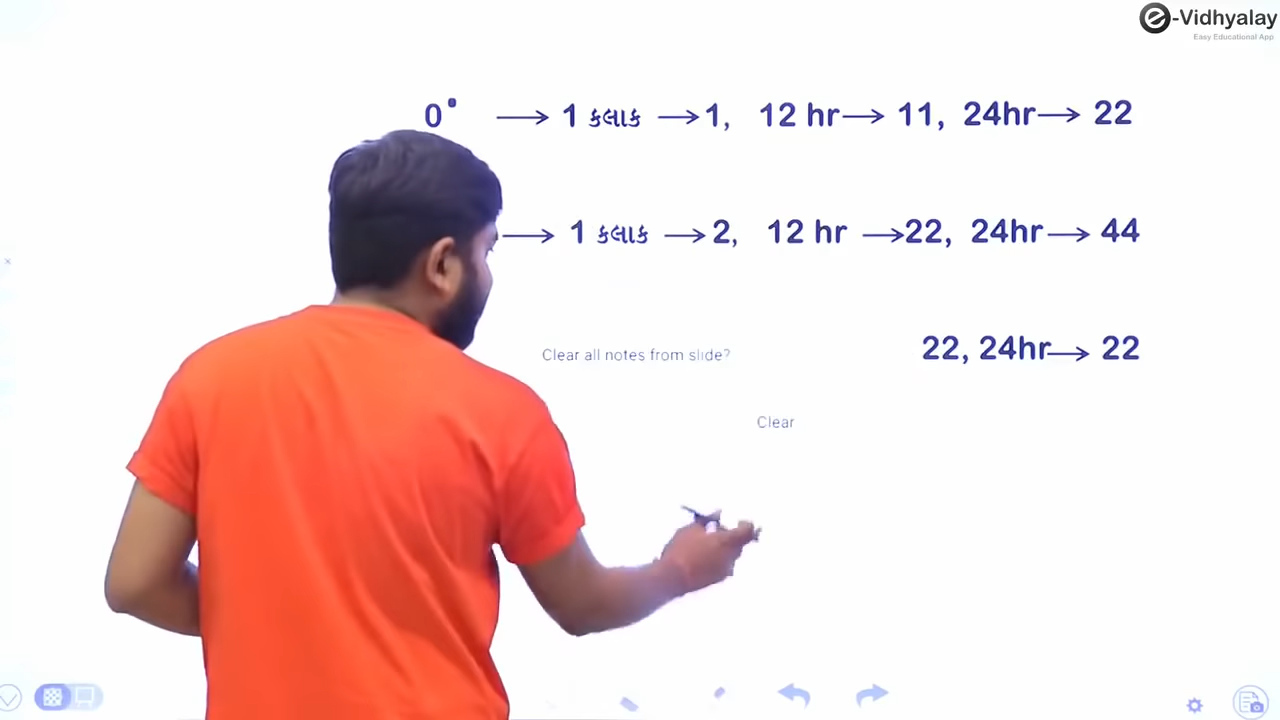 e-Vidhyalay
Easy Educational App
0° → 1 કલાક → 1, 12 hr → 11, 24hr → 22
→ 1 કલાક → 2, 12 hr → 22, 24hr → 44
22, 24hr → 22
Clear all notes from slide?
Clear